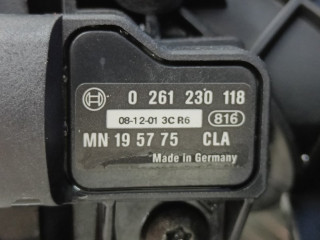 0 261 230 118
08-12-01 3C R6 816
MN 19 57 75 CLA
Made in Germany